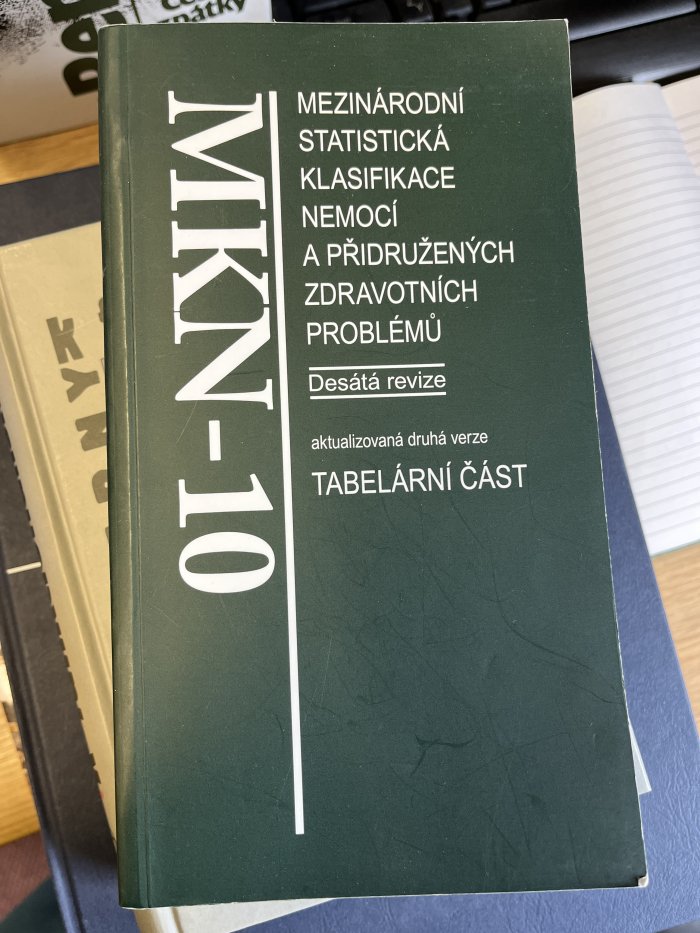 MKN-10
MEZINÁRODNÍ
STATISTICKÁ
KLASIFIKACE
NEMOCÍ
A PŘIDRUŽENÝCH
ZDRAVOTNÍCH
PROBLÉMŮ
Desátá revize
aktualizovaná druhá verze
TABELÁRNÍ ČÁST